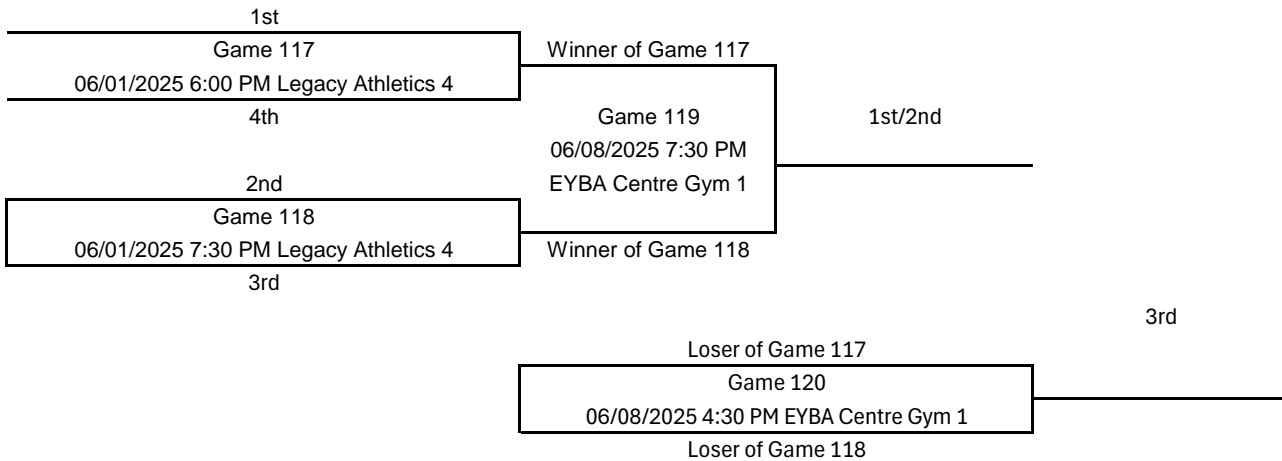 1st
Game 117
06/01/2025 6:00 PM Legacy Athletics 4
4th
Winner of Game 117
2nd
Game 118
06/01/2025 7:30 PM Legacy Athletics 4
3rd
Winner of Game 118
Game 119
06/08/2025 7:30 PM
EYBA Centre Gym 1
1st/2nd
Loser of Game 117
Game 120
06/08/2025 4:30 PM EYBA Centre Gym 1
Loser of Game 118
3rd